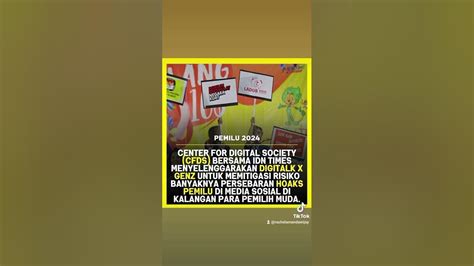 PEMILU 2024
CENTER FOR DIGITAL SOCIETY
(CFDS) BERSAMA IDN TIMES
MENYELENGGARAKAN DIGITALK X
GENZ UNTUK MEMITIGASI RISIKO
BANYAKNYA PERSEBARAN HOAKS
PEMILU DI MEDIA SOSIAL DI
KALANGAN PARA PEMILIH MUDA.
TikTok